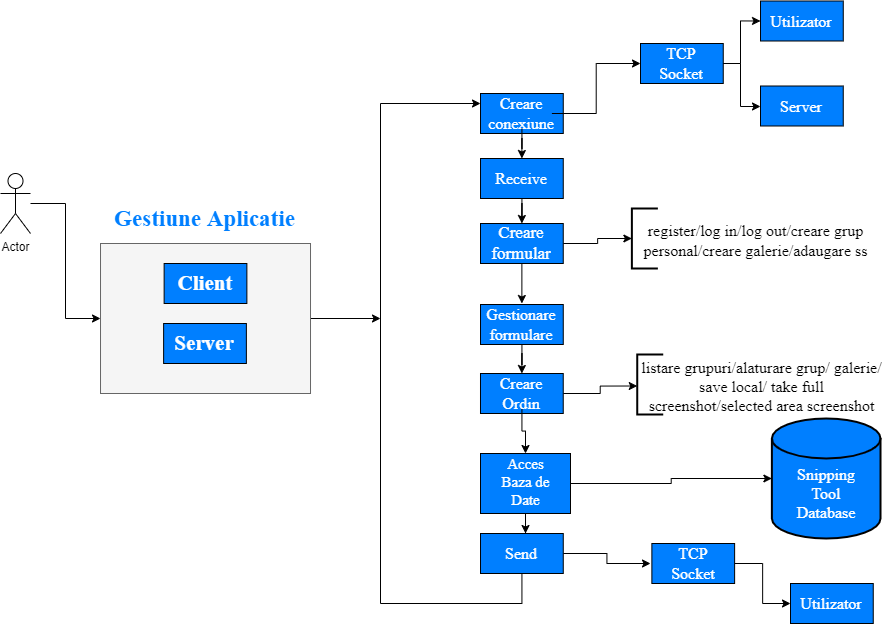 Utilizator
TCP
Socket
Server
Creare
conexiune
Receive
Creare
formular
register/log in/log out/creare grup
personal/creare galerie/adaugare ss
Actor
Gestiune Aplicatie
Client
Server
Gestionare
formulare
Creare
Ordin
listare grupuri/alaturare grup/ galerie/
save local/ take full
screenshot/selected area screenshot
Acces
Baza de
Date
Snipping
Tool
Database
Send
TCP
Socket
Utilizator